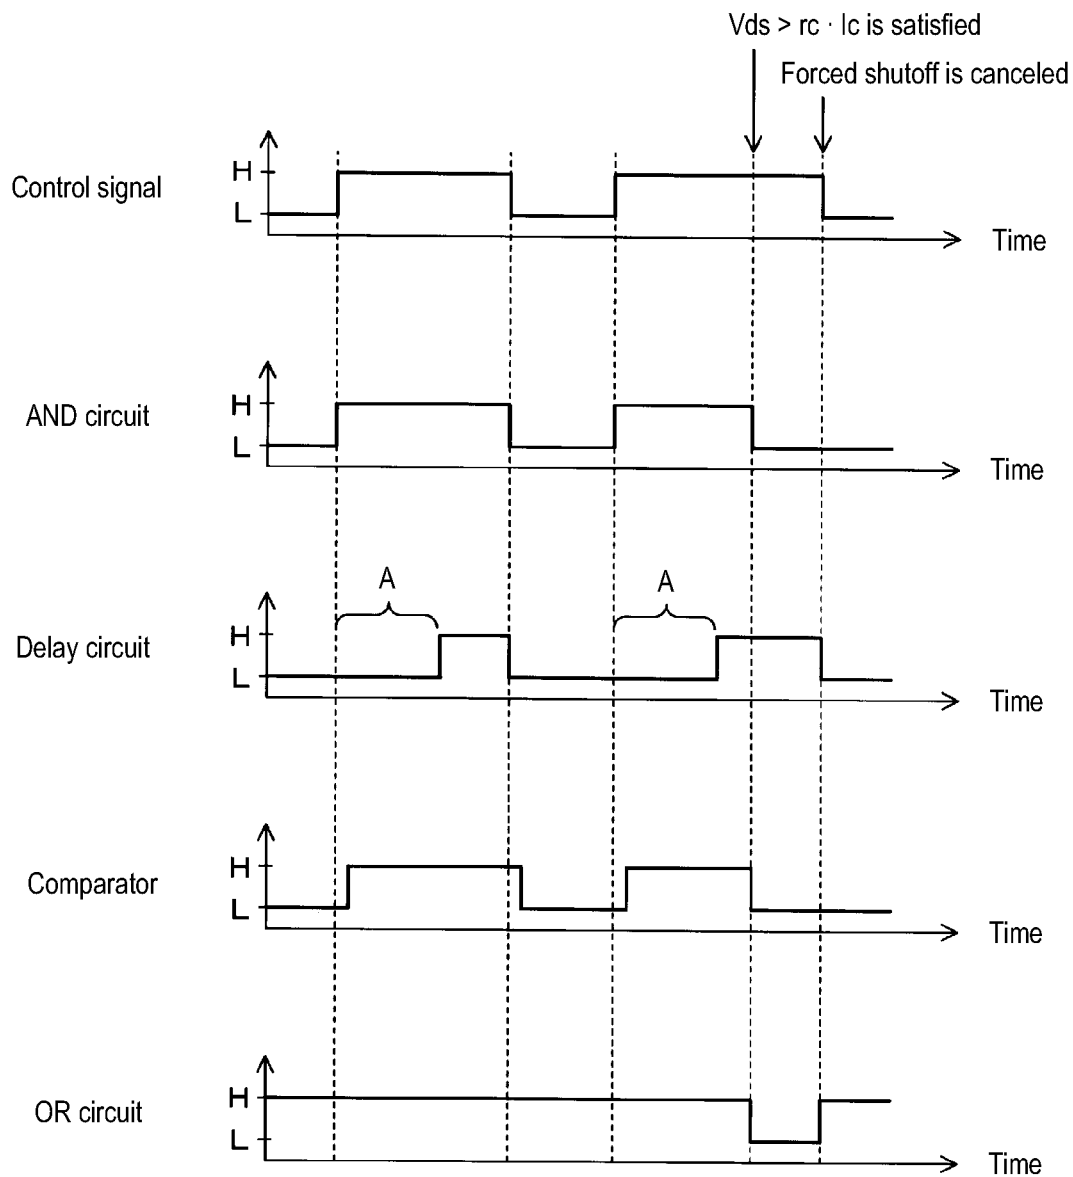 Vds > rc · Ic is satisfied
Forced shutoff is canceled
Control signal
H
L
Time
AND circuit
H
L
Time
A
A
Delay circuit
H
L
Time
Comparator
H
L
Time
OR circuit
H
L
Time